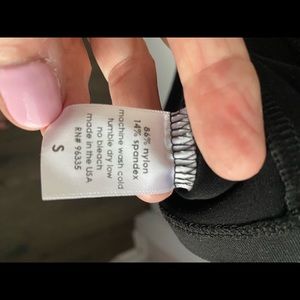 86% nylon
14% spandex
machine wash cold
tumble dry low
no bleach
made in the USA
RN# 96335
S